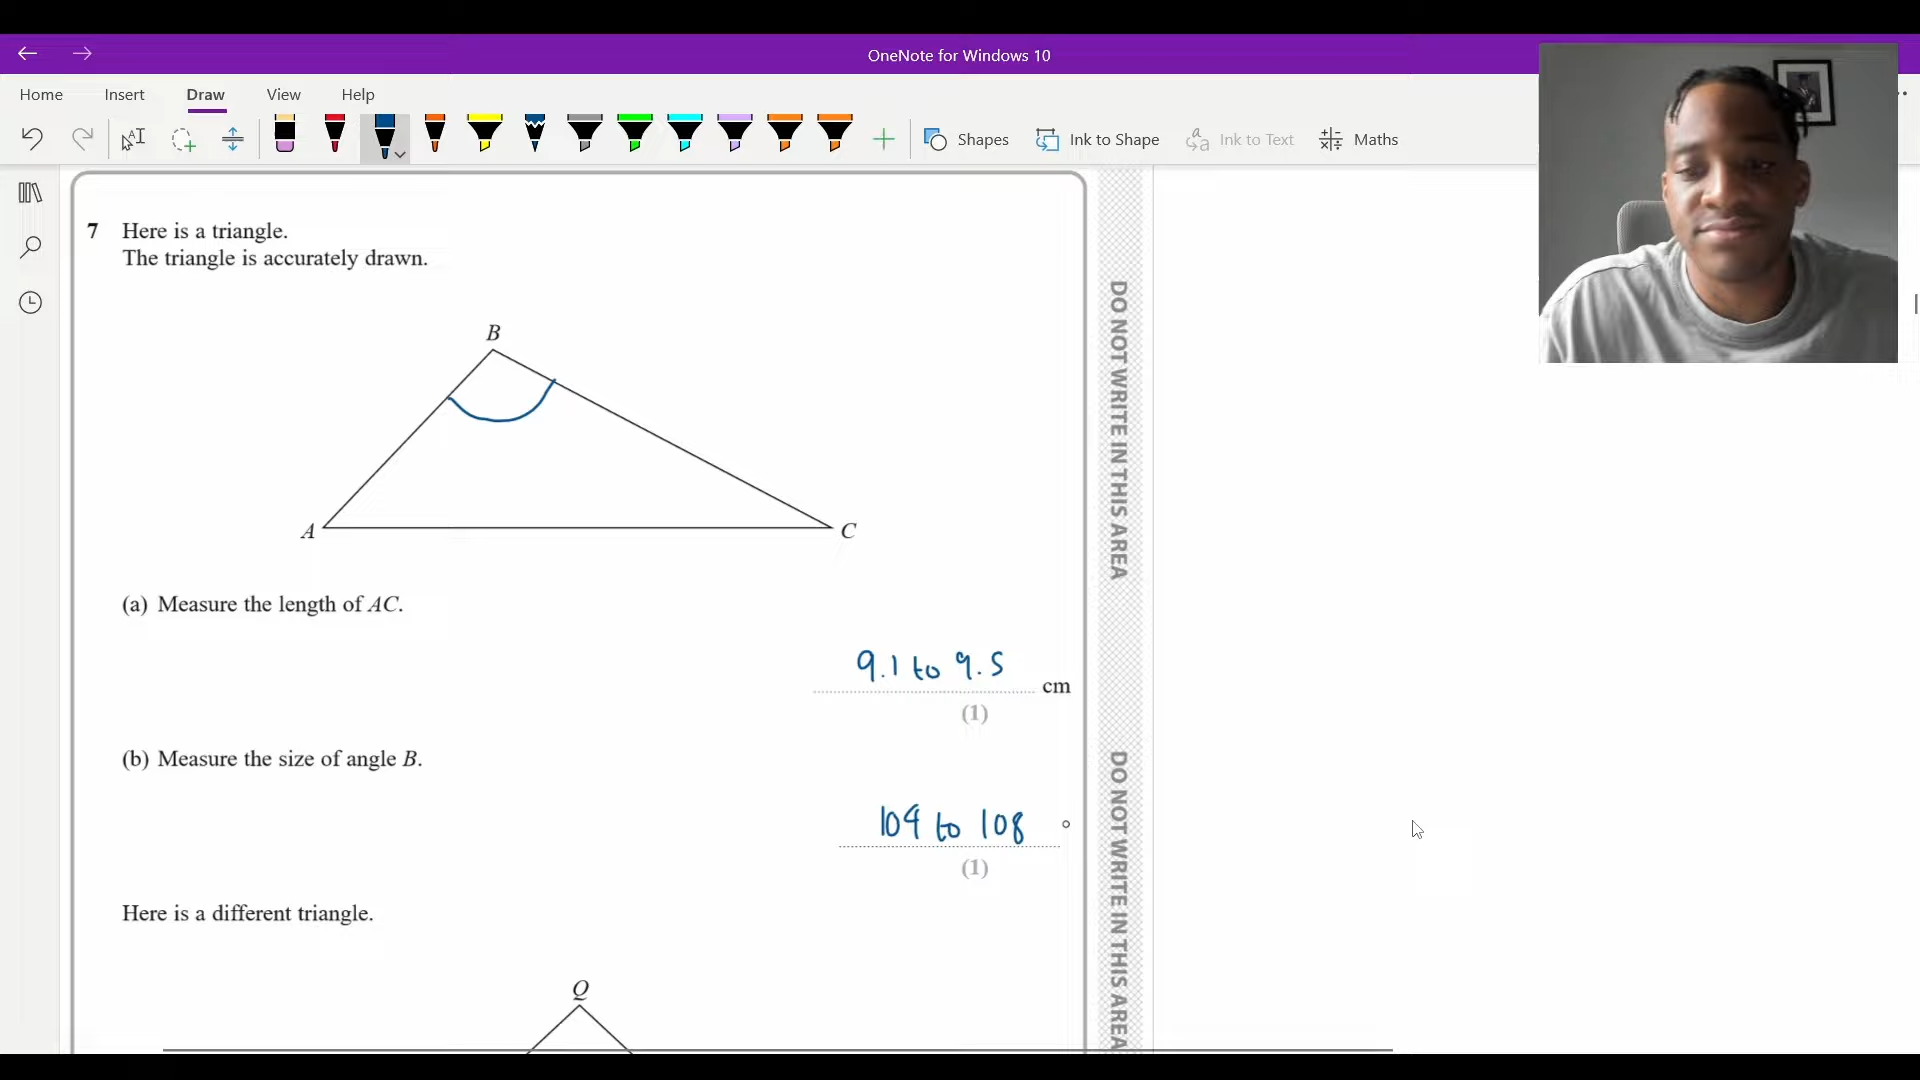 OneNote for Windows 10
Home Insert Draw View Help
Shapes Ink to Shape Ink to Text Maths
7 Here is a triangle.
The triangle is accurately drawn.
B
A C
(a) Measure the length of AC.
9.1 to 9.5 cm
(1)
(b) Measure the size of angle B.
104 to 108 °
(1)
Here is a different triangle.
Q
DO NOT WRITE IN THIS AREA
DO NOT WRITE IN THIS AREA